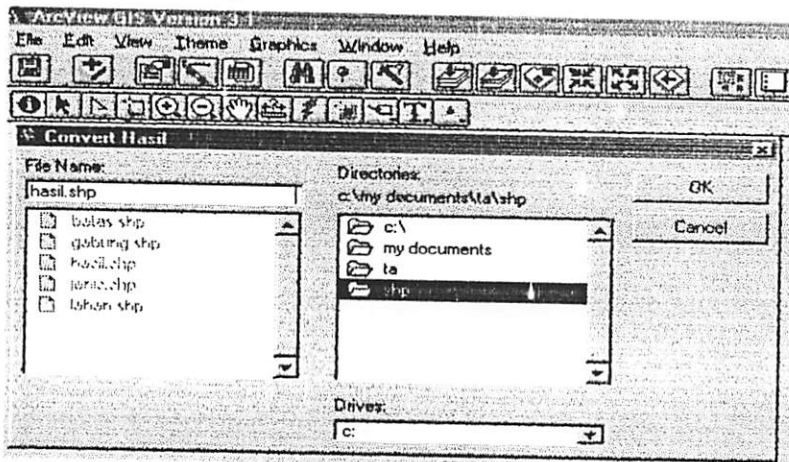 ArcView GIS Version 3.1
File Edit View Theme Graphics Window Help
Convert Hasil
File Name:
hasil.shp
batas.shp
gabung.shp
hasil.shp
jenis.shp
lahan.shp
Directories:
c:\my documents\ta\shp
c:\
my documents
ta
shp
Drives:
c:
OK
Cancel